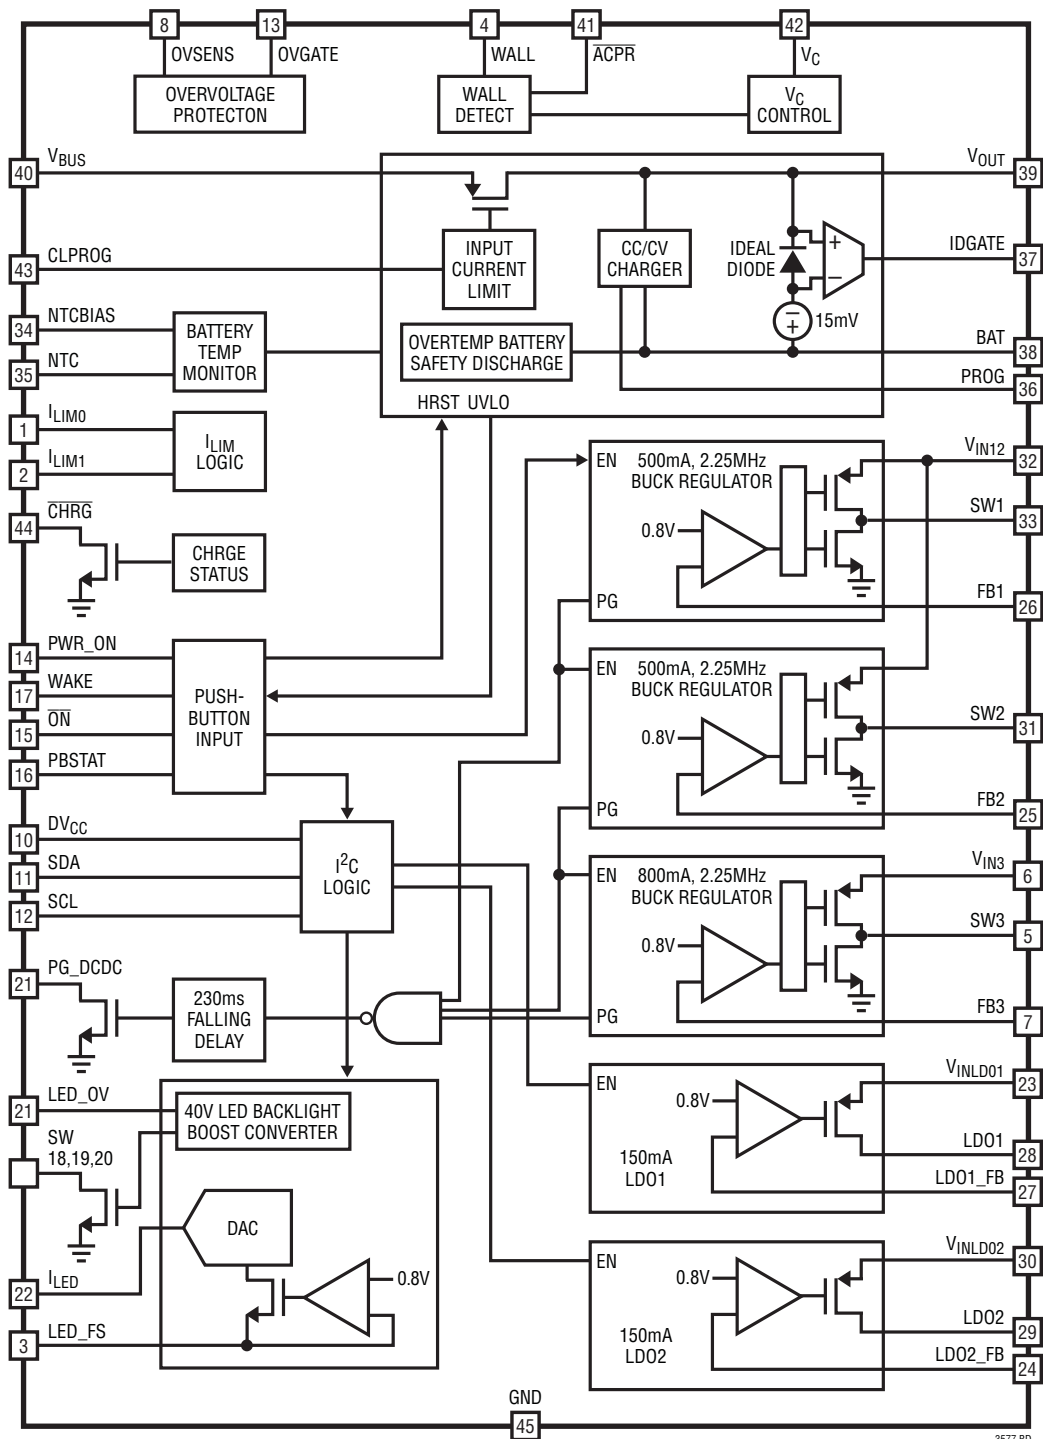 8
13
4
41
42
OVSENS
OVGATE
WALL
ACPR
VC
OVERVOLTAGE
PROTECTON
WALL
DETECT
VC
CONTROL
40
VBUS
VOUT
39
43
CLPROG
INPUT
CURRENT
LIMIT
CC/CV
CHARGER
IDEAL
DIODE
+
−
IDGATE
37
−
+
15mV
34
NTCBIAS
35
NTC
BATTERY
TEMP
MONITOR
OVERTEMP BATTERY
SAFETY DISCHARGE
BAT
38
PROG
36
HRST UVLO
1
ILIM0
2
ILIM1
ILIM
LOGIC
44
CHRG
CHRGE
STATUS
EN
500mA, 2.25MHz
BUCK REGULATOR
0.8V
PG
VIN12
32
SW1
33
FB1
26
14
PWR_ON
17
WAKE
15
ON
16
PBSTAT
PUSH-
BUTTON
INPUT
EN
500mA, 2.25MHz
BUCK REGULATOR
0.8V
PG
SW2
31
FB2
25
10
DVCC
11
SDA
12
SCL
I2C
LOGIC
EN
800mA, 2.25MHz
BUCK REGULATOR
0.8V
PG
VIN3
6
SW3
5
FB3
7
21
PG_DCDC
230ms
FALLING
DELAY
21
LED_OV
SW
18,19,20
40V LED BACKLIGHT
BOOST CONVERTER
DAC
0.8V
22
ILED
3
LED_FS
EN
0.8V
150mA
LDO1
VINLDO1
23
LDO1
28
LDO1_FB
27
EN
0.8V
150mA
LDO2
VINLDO2
30
LDO2
29
LDO2_FB
24
GND
45
3577 BD